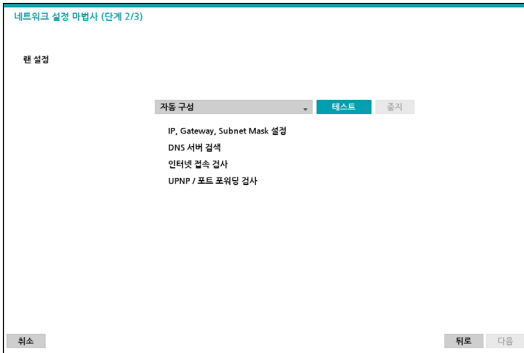 네트워크 설정 마법사 (단계 2/3)
랜 설정
자동 구성 테스트 중지
IP, Gateway, Subnet Mask 설정
DNS 서버 검색
인터넷 접속 검사
UPNP / 포트 포워딩 검사
취소 뒤로 다음